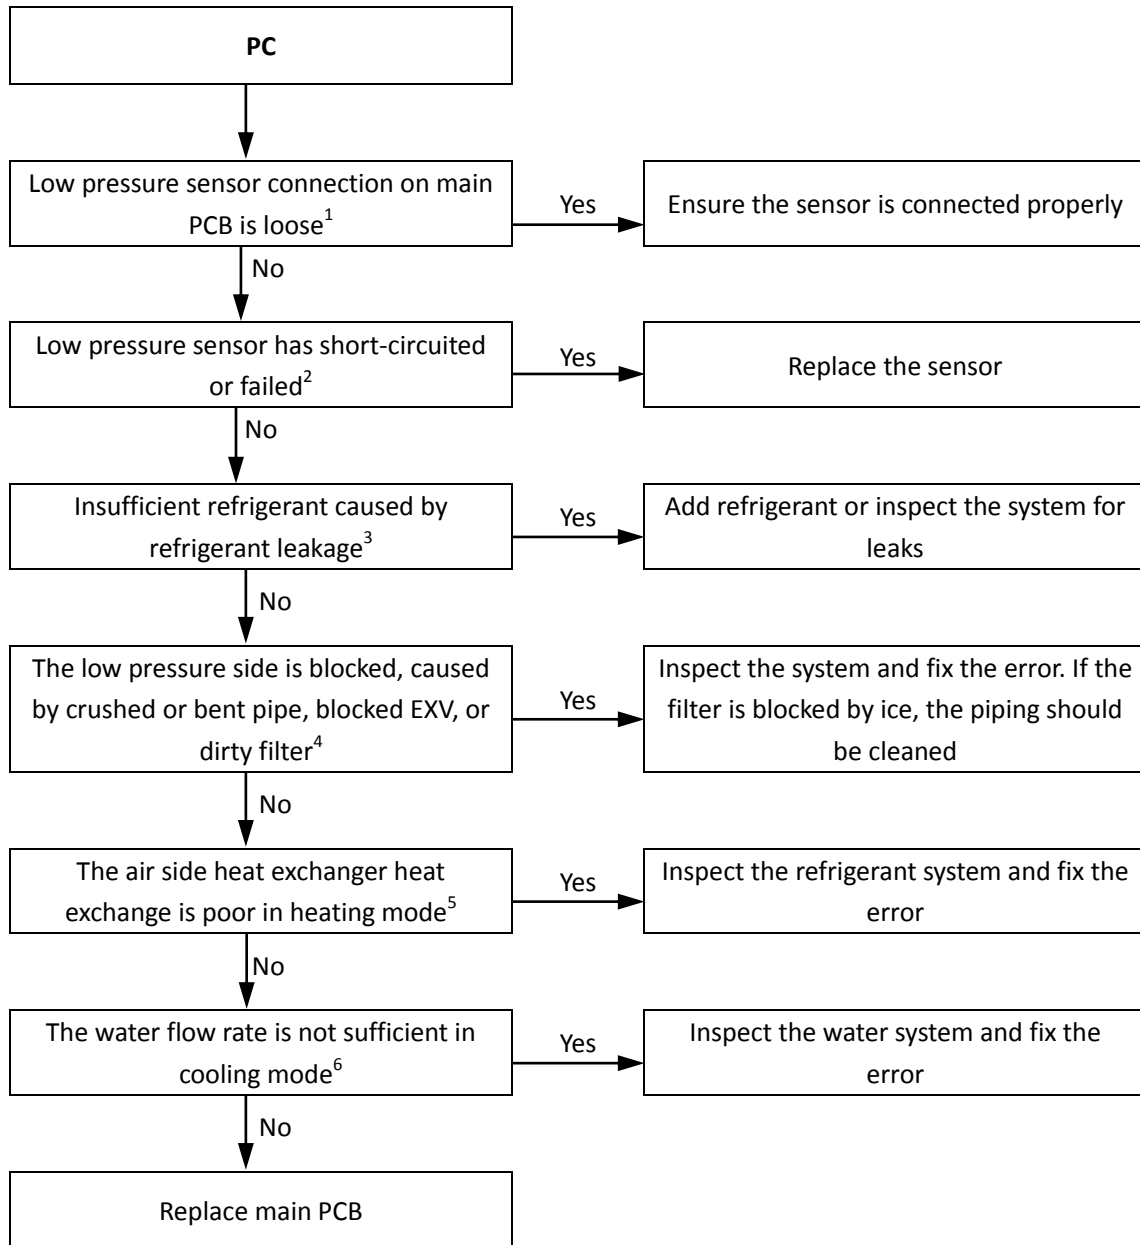 PC
Low pressure sensor connection on main
PCB is loose1
Yes
Ensure the sensor is connected properly
No
Low pressure sensor has short-circuited
or failed2
Yes
Replace the sensor
No
Insufficient refrigerant caused by
refrigerant leakage3
Yes
Add refrigerant or inspect the system for
leaks
No
The low pressure side is blocked, caused
by crushed or bent pipe, blocked EXV, or
dirty filter4
Yes
Inspect the system and fix the error. If the
filter is blocked by ice, the piping should
be cleaned
No
The air side heat exchanger heat
exchange is poor in heating mode5
Yes
Inspect the refrigerant system and fix the
error
No
The water flow rate is not sufficient in
cooling mode6
Yes
Inspect the water system and fix the
error
No
Replace main PCB